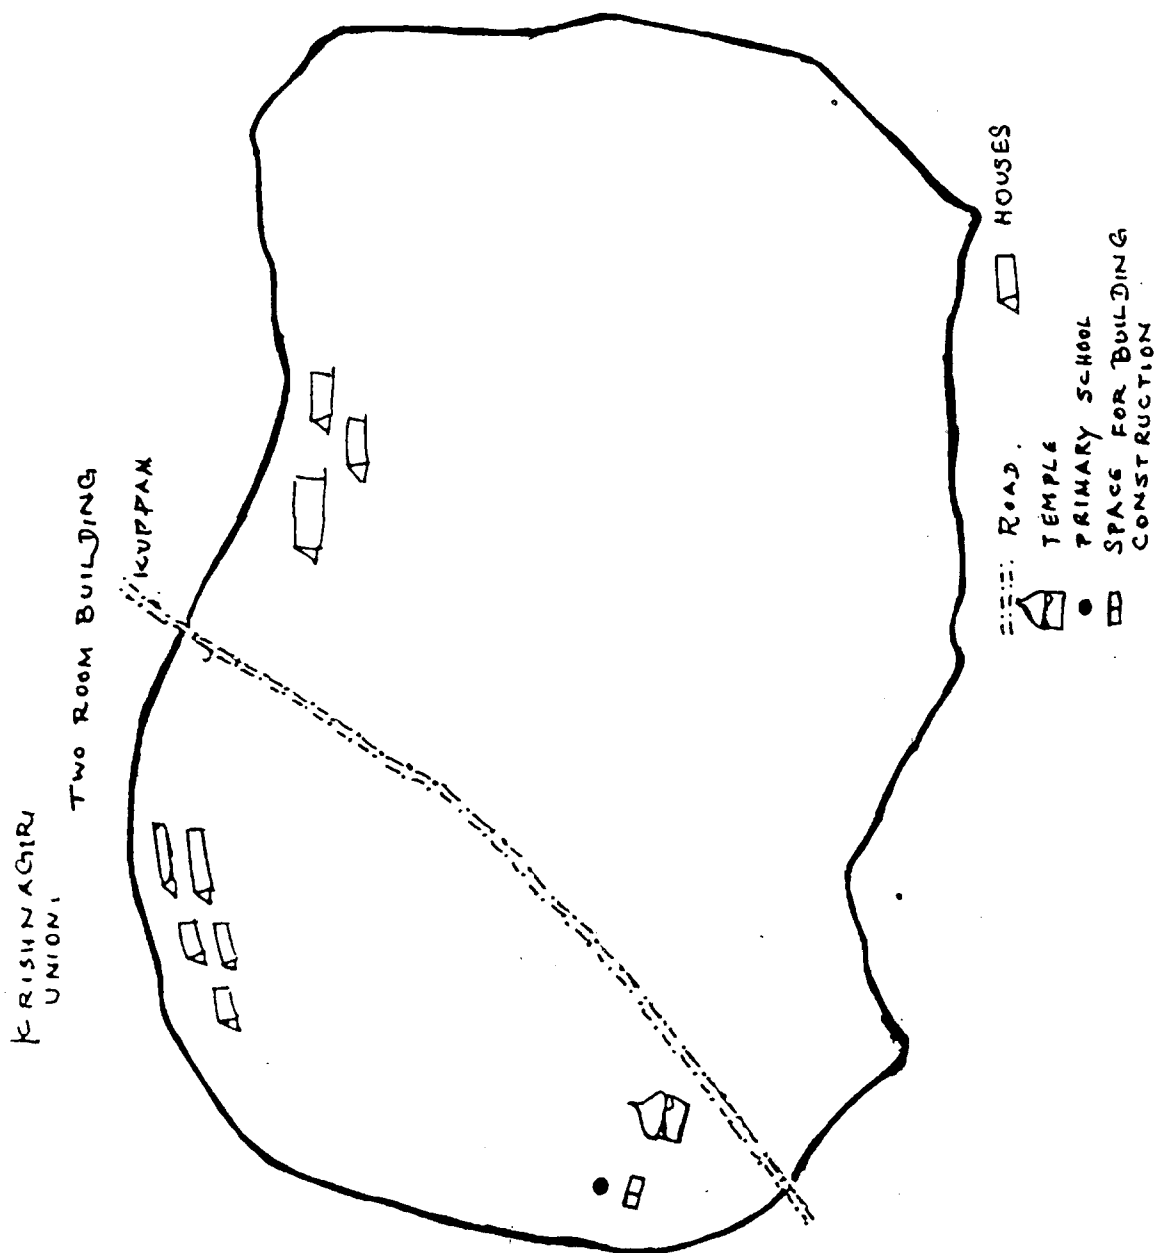 KRISHNAGIRI
UNION
TWO ROOM BUILDING
KUPPAM
HOUSES
ROAD.
TEMPLE
PRIMARY SCHOOL
SPACE FOR BUILDING
CONSTRUCTION